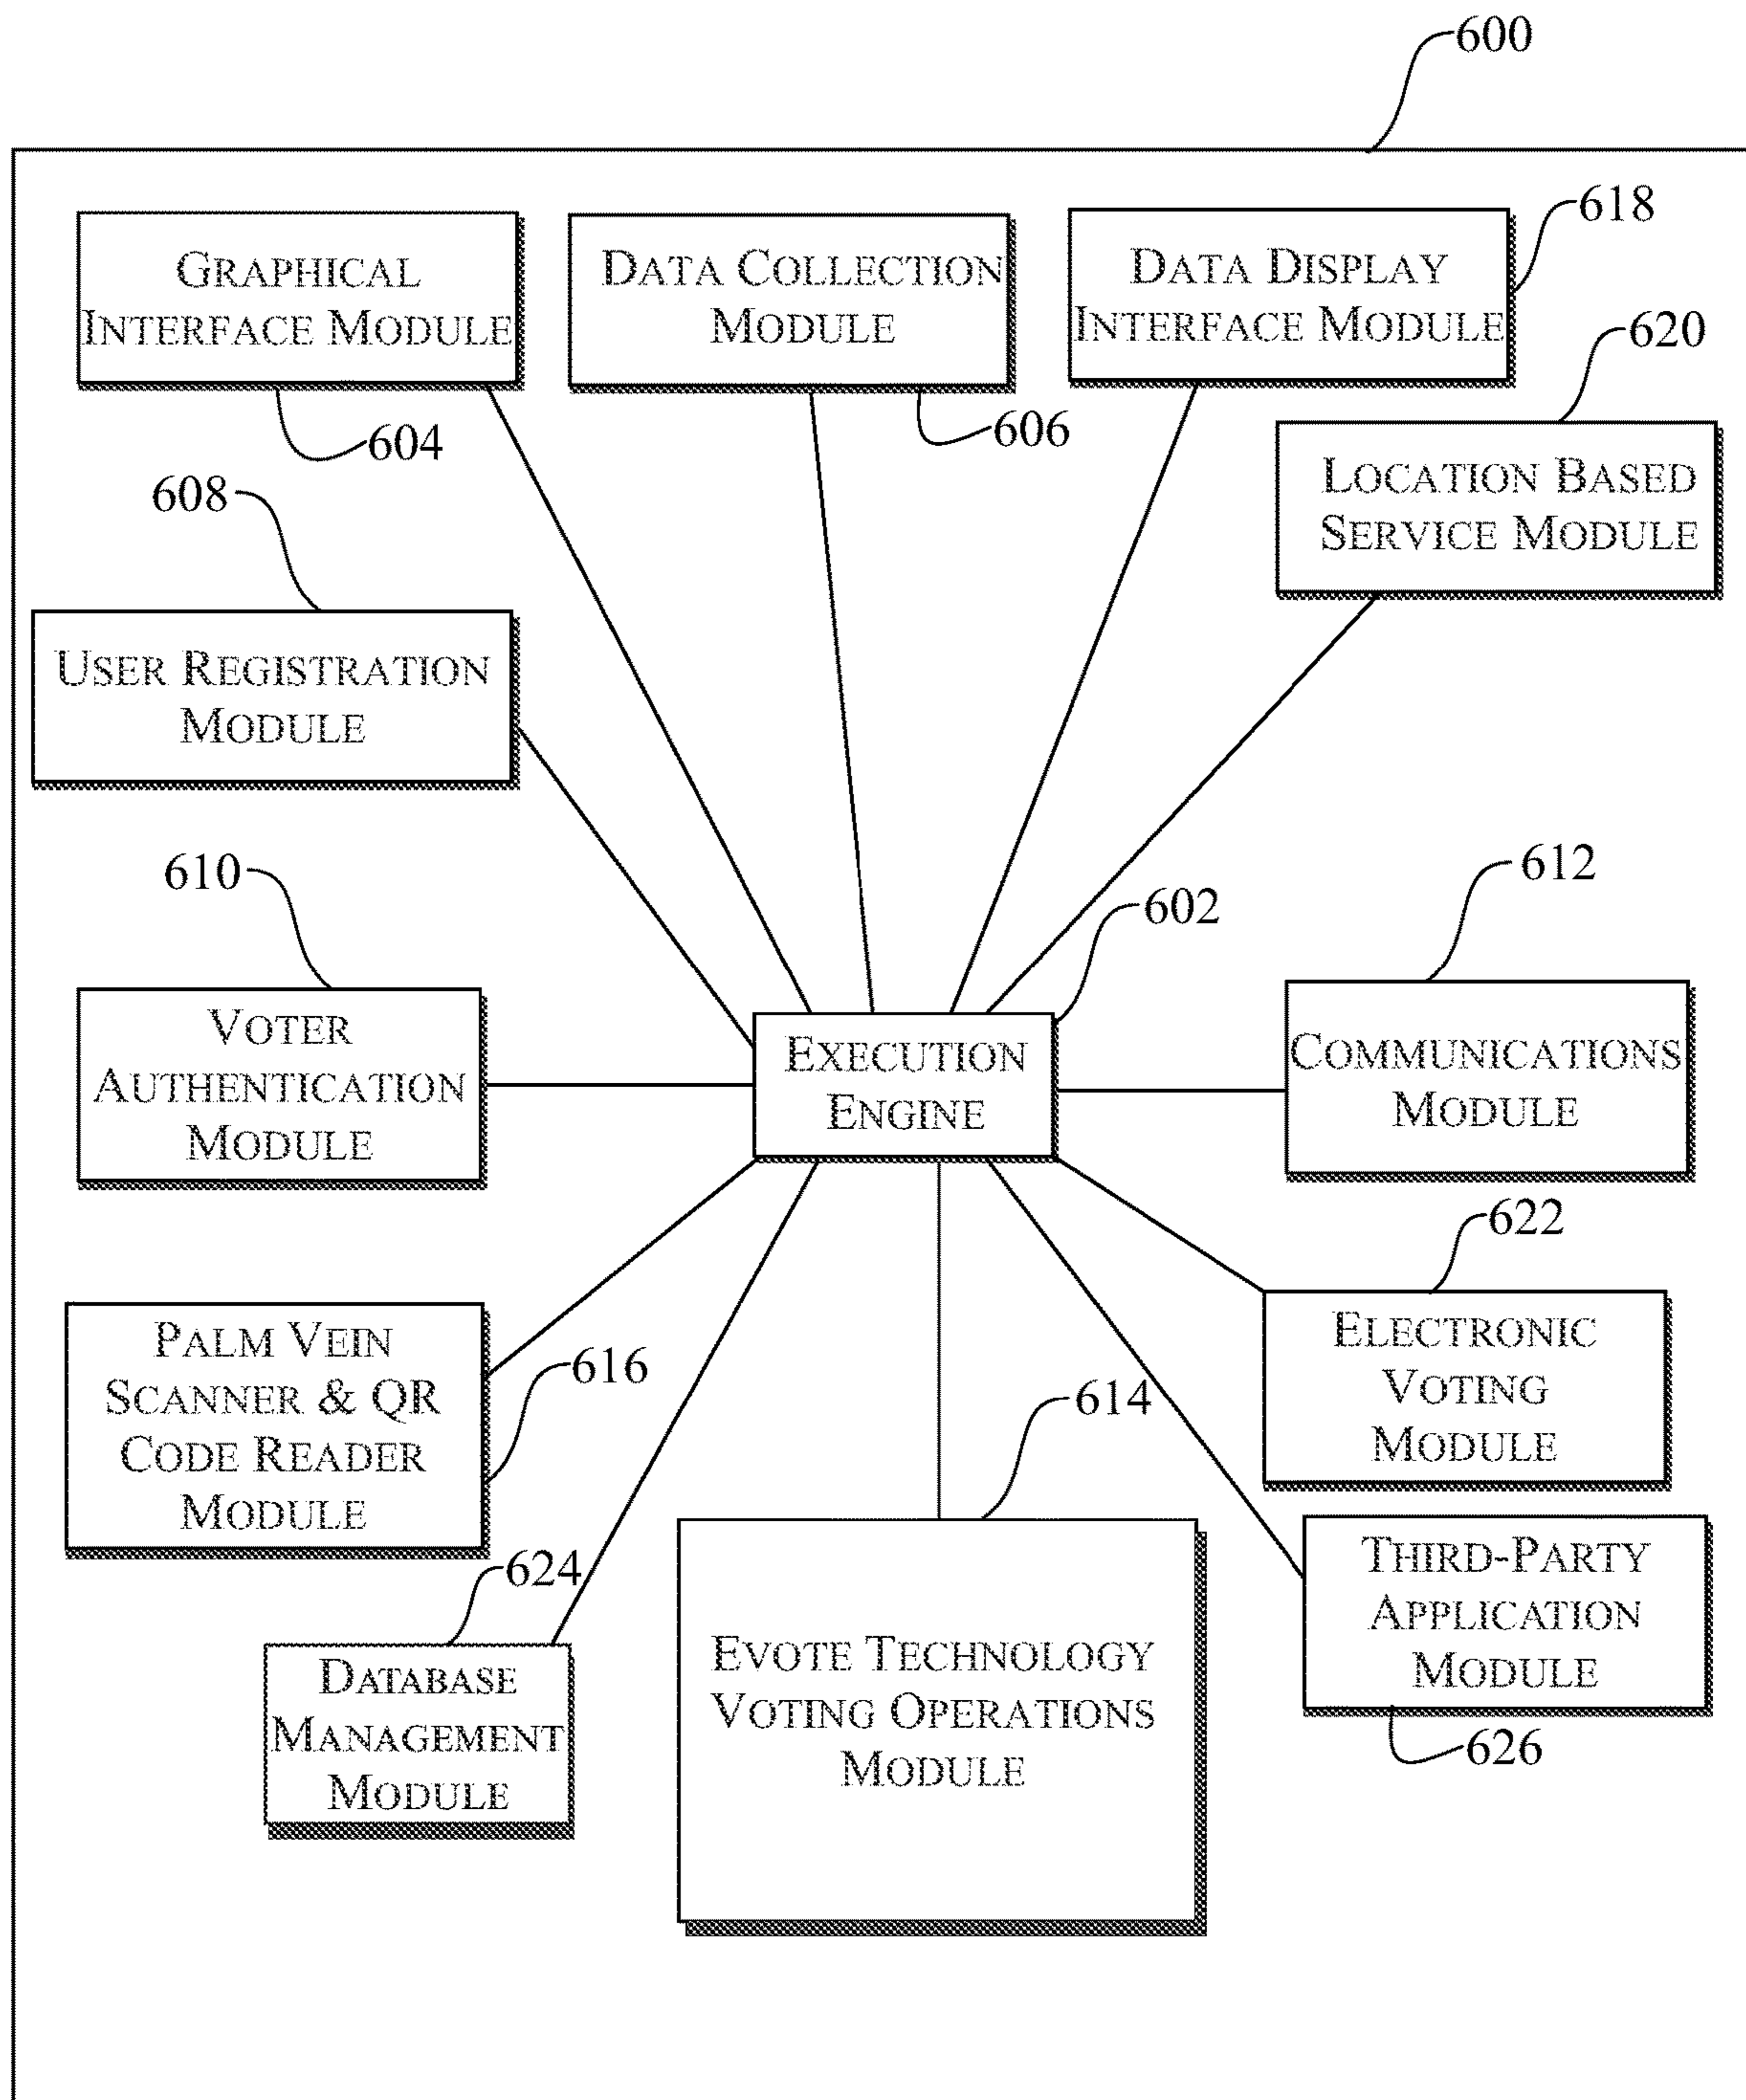 600
GRAPHICAL
INTERFACE MODULE
604
DATA COLLECTION
MODULE
606
DATA DISPLAY
INTERFACE MODULE
618
620
LOCATION BASED
SERVICE MODULE
608
USER REGISTRATION
MODULE
610
VOTER
AUTHENTICATION
MODULE
602
EXECUTION
ENGINE
612
COMMUNICATIONS
MODULE
622
ELECTRONIC
VOTING
MODULE
PALM VEIN
SCANNER & QR
CODE READER
MODULE
616
614
EVOTE TECHNOLOGY
VOTING OPERATIONS
MODULE
THIRD-PARTY
APPLICATION
MODULE
626
624
DATABASE
MANAGEMENT
MODULE